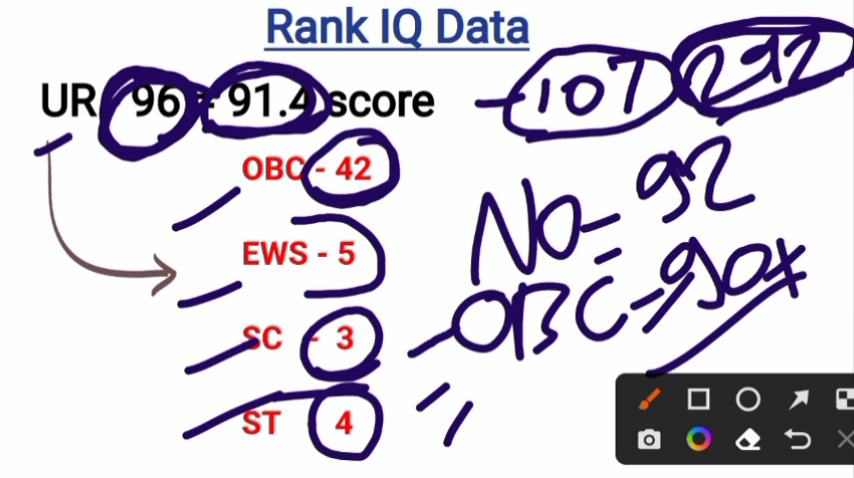 Rank IQ Data
UR 96 - 91.4 score
-107 292
OBC - 42
NO = 92
EWS - 5
OBC - 90+
SC - 3
ST 4